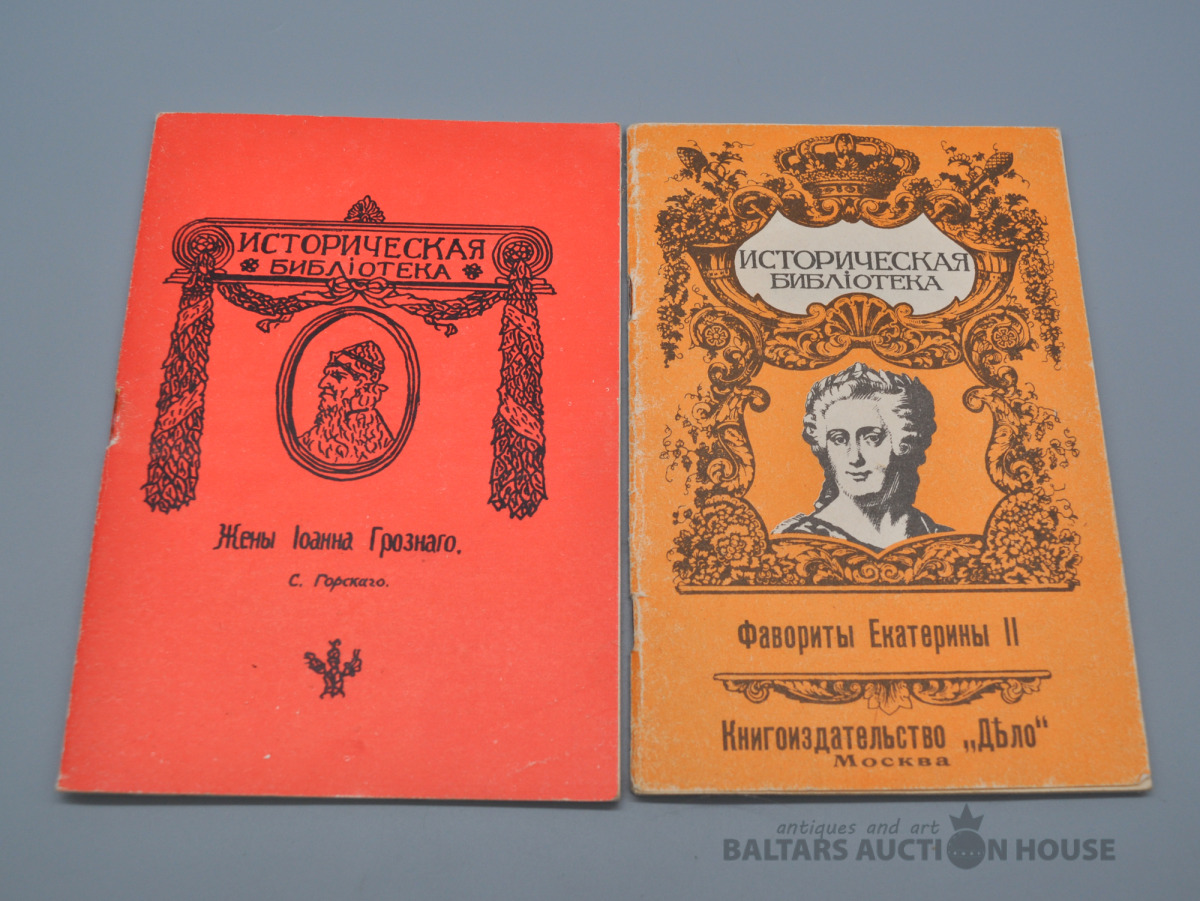 ИСТОРИЧЕСКАЯ
БИБЛІОТЕКА
Жены Іоанна Грознаго.
С. Горскаго.
ИСТОРИЧЕСКАЯ
БИБЛІОТЕКА
Фавориты Екатерины II
Книгоиздательство „Дѣло“
Москва
antiques and art
BALTARS AUCTION HOUSE